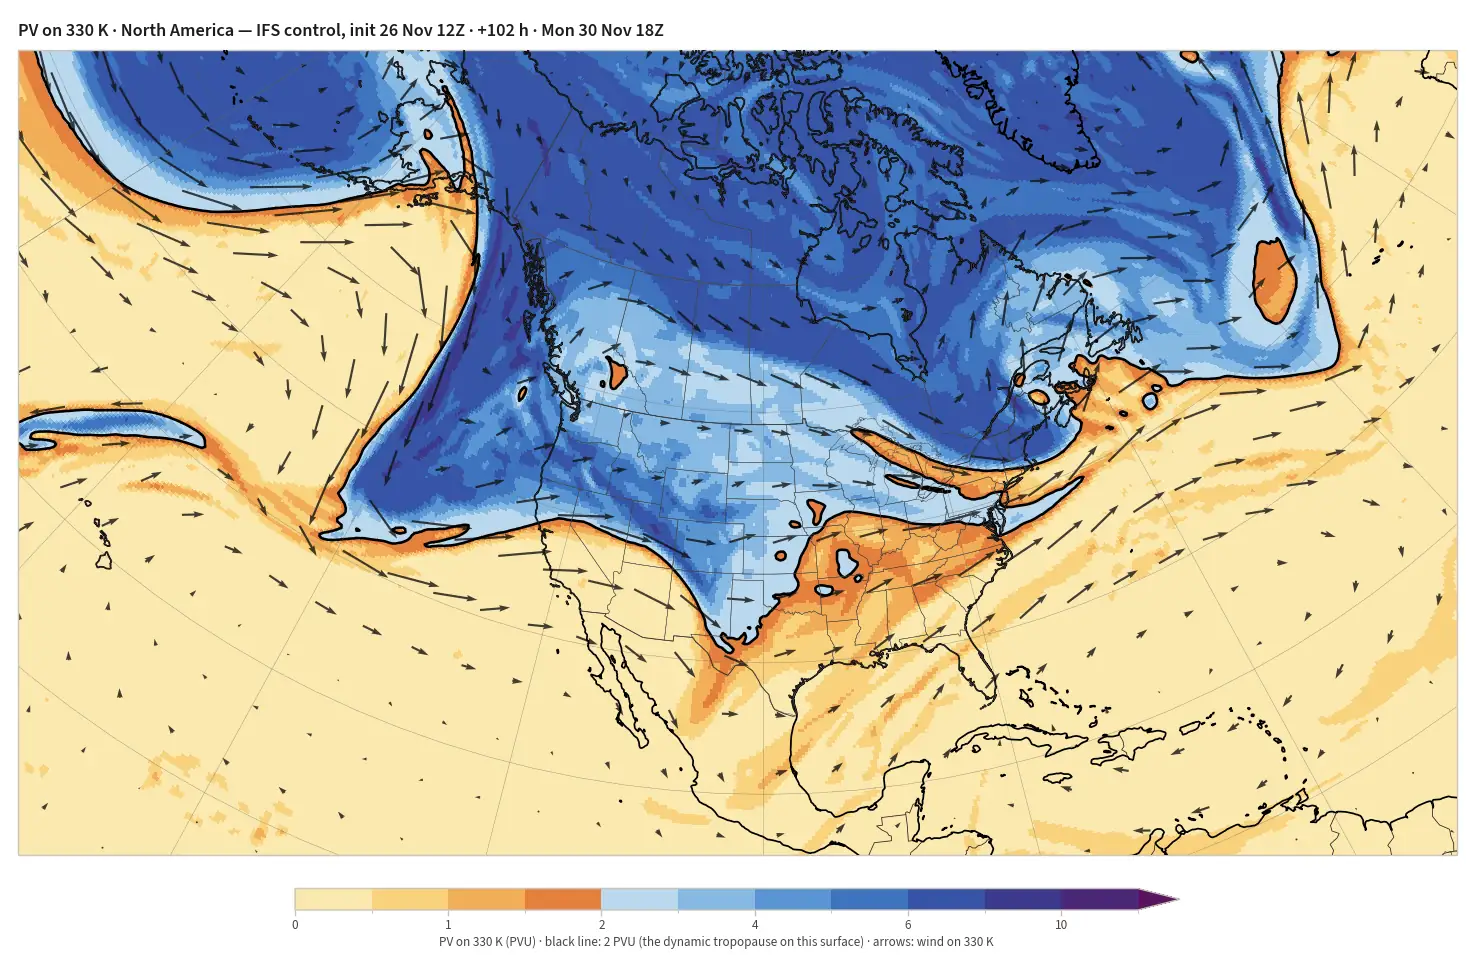 PV on 330 K · North America — IFS control, init 26 Nov 12Z · +102 h · Mon 30 Nov 18Z
0 1 2 4 6 10
PV on 330 K (PVU) · black line: 2 PVU (the dynamic tropopause on this surface) · arrows: wind on 330 K